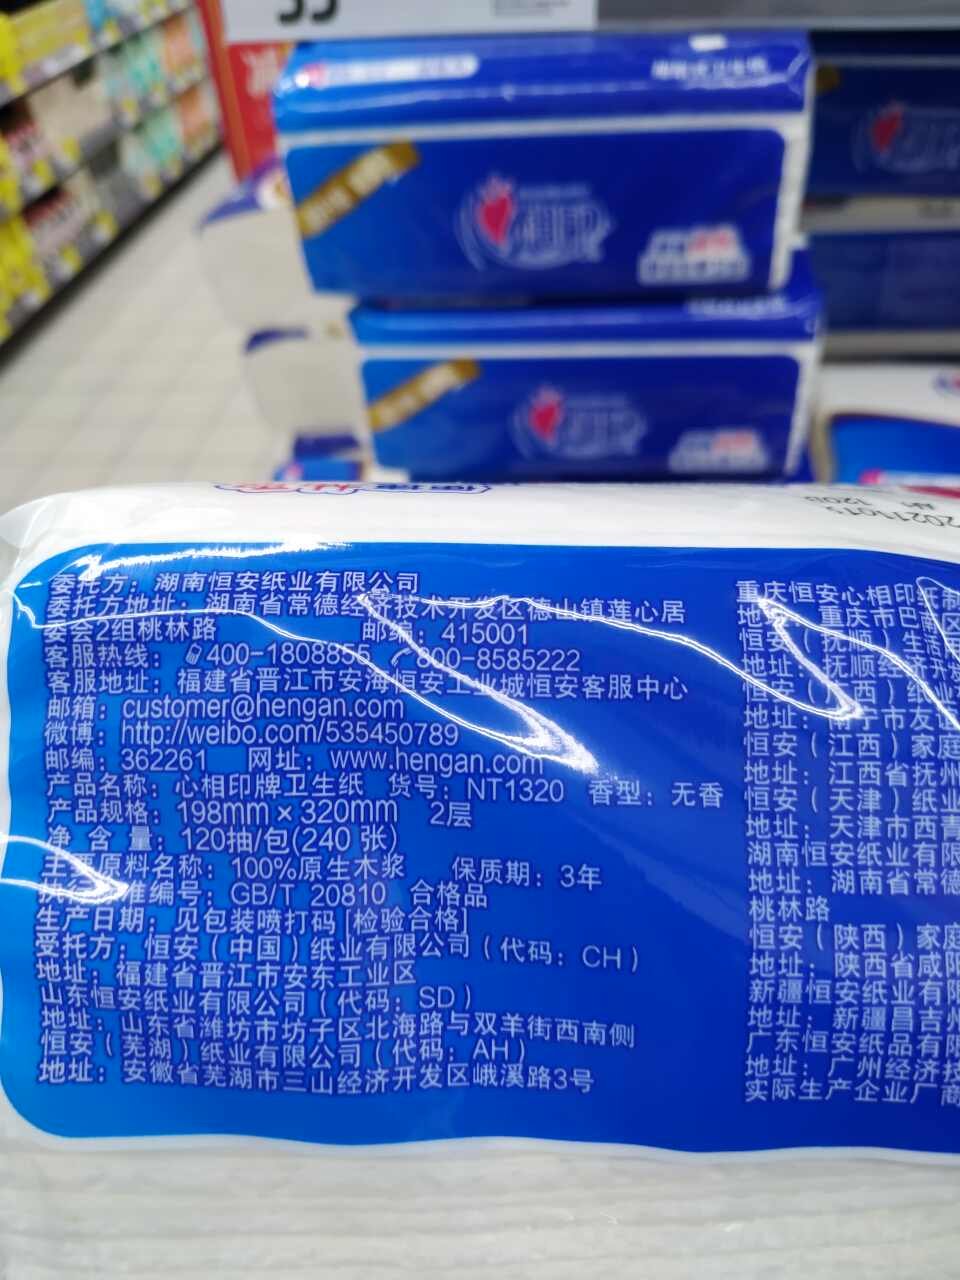 心相印
委托方：湖南恒安纸业有限公司
委托方地址：湖南省常德经济技术开发区德山镇莲心居
委会2组桃林路 邮编：415001
客服热线：400-1808855 800-8585222
客服地址：福建省晋江市安海恒安工业城恒安客服中心
邮箱：customer@hengan.com
微博：http://weibo.com/535450789
邮编：362261 网址：www.hengan.com
产品名称：心相印牌卫生纸 货号：NT1320 香型：无香
产品规格：198mm×320mm 2层
净 含 量：120抽/包(240 张)
主要原料名称：100%原生木浆 保质期：3年
准编号：GB/T 20810 合格品
生产日期：见包装喷打码 [检验合格]
受托方：恒安（中国）纸业有限公司（代码：CH）
地址：福建省晋江市安东工业区
山东恒安纸业有限公司（代码：SD）
地址：山东省潍坊市坊子区北海路与双羊街西南侧
恒安（芜湖）纸业有限公司（代码：AH）
地址：安徽省芜湖市三山经济开发区峨溪路3号
重庆恒安心相印纸
地址：重庆市巴
恒安（抚顺）生活
地址：抚顺经济开
恒安（广西）纸业
地址：南宁市友谊
恒安（江西）家庭
地址：江西省抚州
恒安（天津）纸业
地址：天津市西青
湖南恒安纸业有限
地址：湖南省常德
桃林路
恒安（陕西）家庭
地址：陕西省咸阳
新疆恒安纸业有限
地址：新疆昌吉州
广东恒安纸品有限
地址：广州经济技
实际生产企业厂商